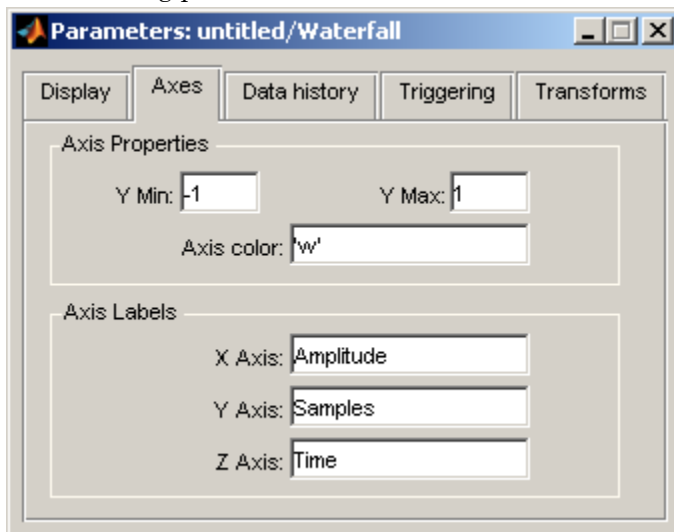 Parameters: untitled/Waterfall
Display Axes Data history Triggering Transforms
Axis Properties
Y Min: -1 Y Max: 1
Axis color: 'w'
Axis Labels
X Axis: Amplitude
Y Axis: Samples
Z Axis: Time